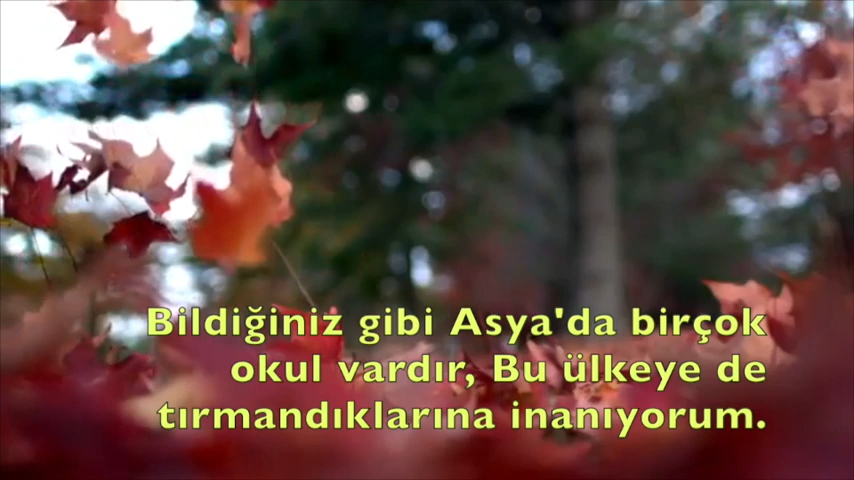 Bildiğiniz gibi Asya'da birçok
okul vardır, Bu ülkeye de
tırmandıklarına inanıyorum.